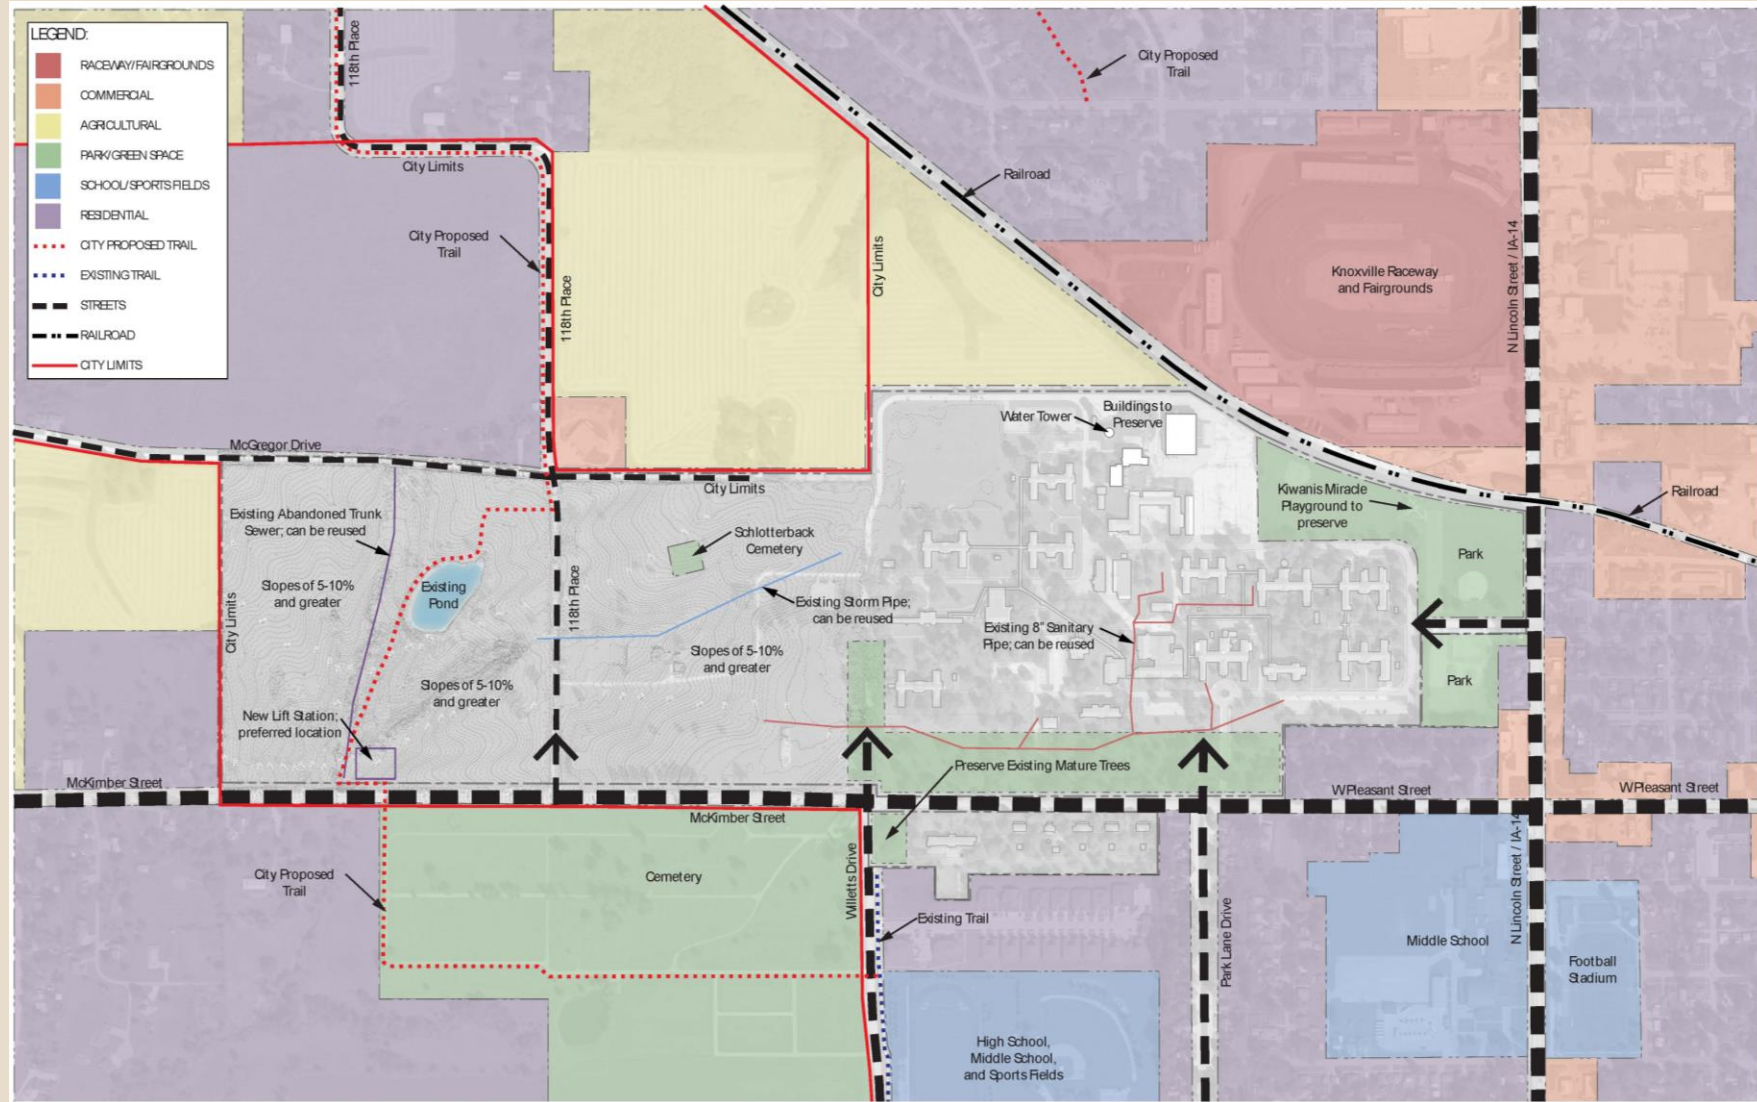 LEGEND:
RACEWAY/FAIRGROUNDS
COMMERCIAL
AGRICULTURAL
PARK/GREEN SPACE
SCHOOL/SPORTS FIELDS
RESIDENTIAL
CITY PROPOSED TRAIL
EXISTING TRAIL
STREETS
RAILROAD
CITY LIMITS
118th Place
City Limits
City Proposed
Trail
118th Place
City Limits
City Proposed
Trail
Railroad
Knoxville Raceway
and Fairgrounds
N Lincoln Street / IA-14
McGregor Drive
City Limits
Water Tower
Buildings to
Preserve
Kiwanis Miracle
Playground to
preserve
Park
Railroad
Existing Abandoned Trunk
Sewer; can be reused
Slopes of 5-10%
and greater
City Limits
Existing
Pond
118th Place
Schlotterback
Cemetery
Existing Storm Pipe;
can be reused
Slopes of 5-10%
and greater
Existing 8" Sanitary
Pipe; can be reused
Park
Slopes of 5-10%
and greater
New Lift Station;
preferred location
McKimber Street
McKimber Street
Preserve Existing Mature Trees
W Pleasant Street
W Pleasant Street
City Proposed
Trail
Cemetery
Willetts Drive
Existing Trail
Park Lane Drive
Middle School
N Lincoln Street / IA-14
Football
Stadium
High School,
Middle School,
and Sports Fields